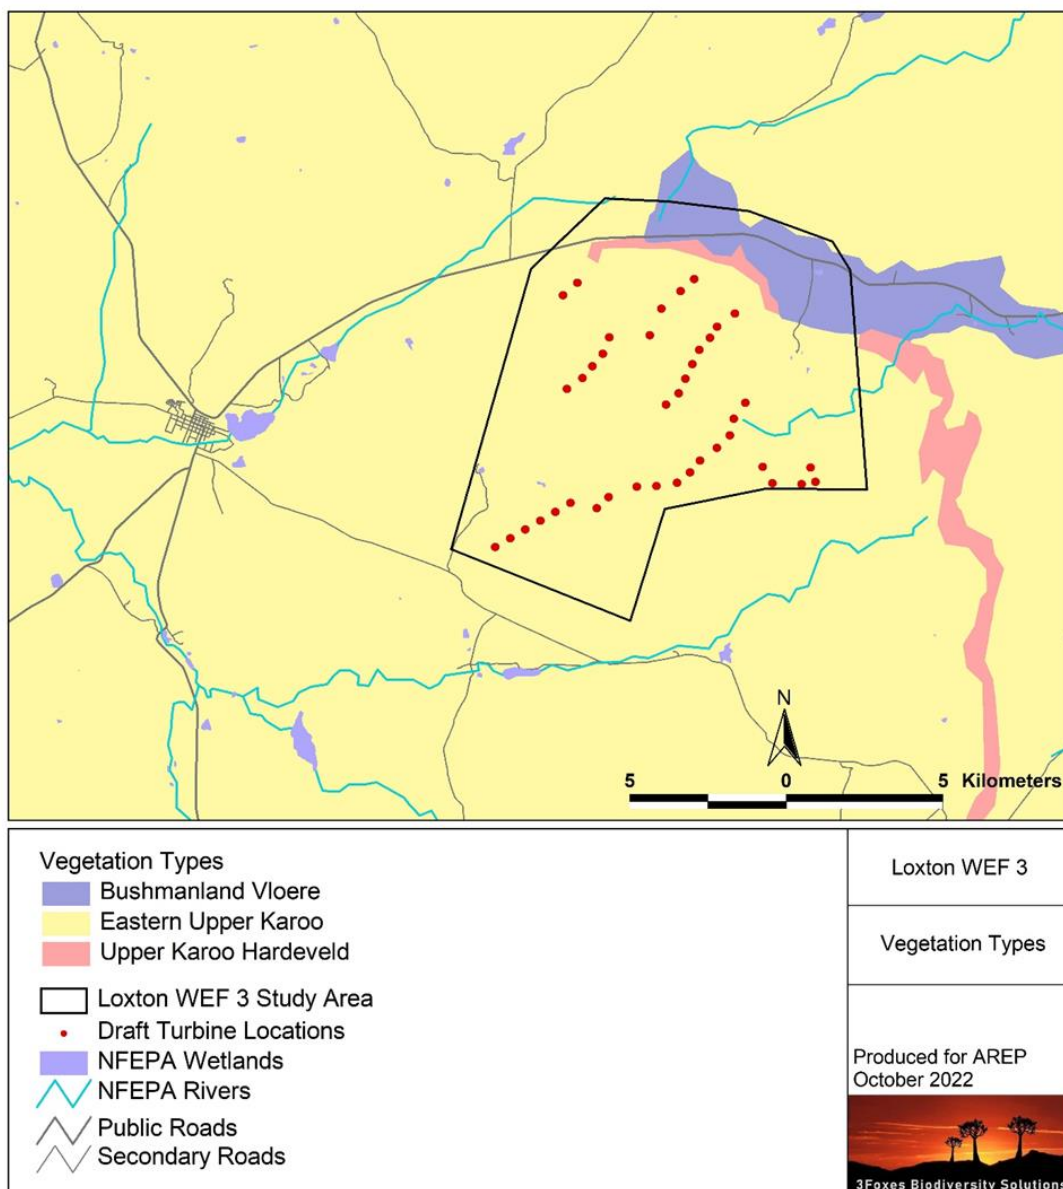 N
5 0 5 Kilometers
Vegetation Types
Bushmanland Vloere
Eastern Upper Karoo
Upper Karoo Hardeveld
Loxton WEF 3 Study Area
Draft Turbine Locations
NFEPA Wetlands
NFEPA Rivers
Public Roads
Secondary Roads
Loxton WEF 3
Vegetation Types
Produced for AREP
October 2022
3Foxes Biodiversity Solution